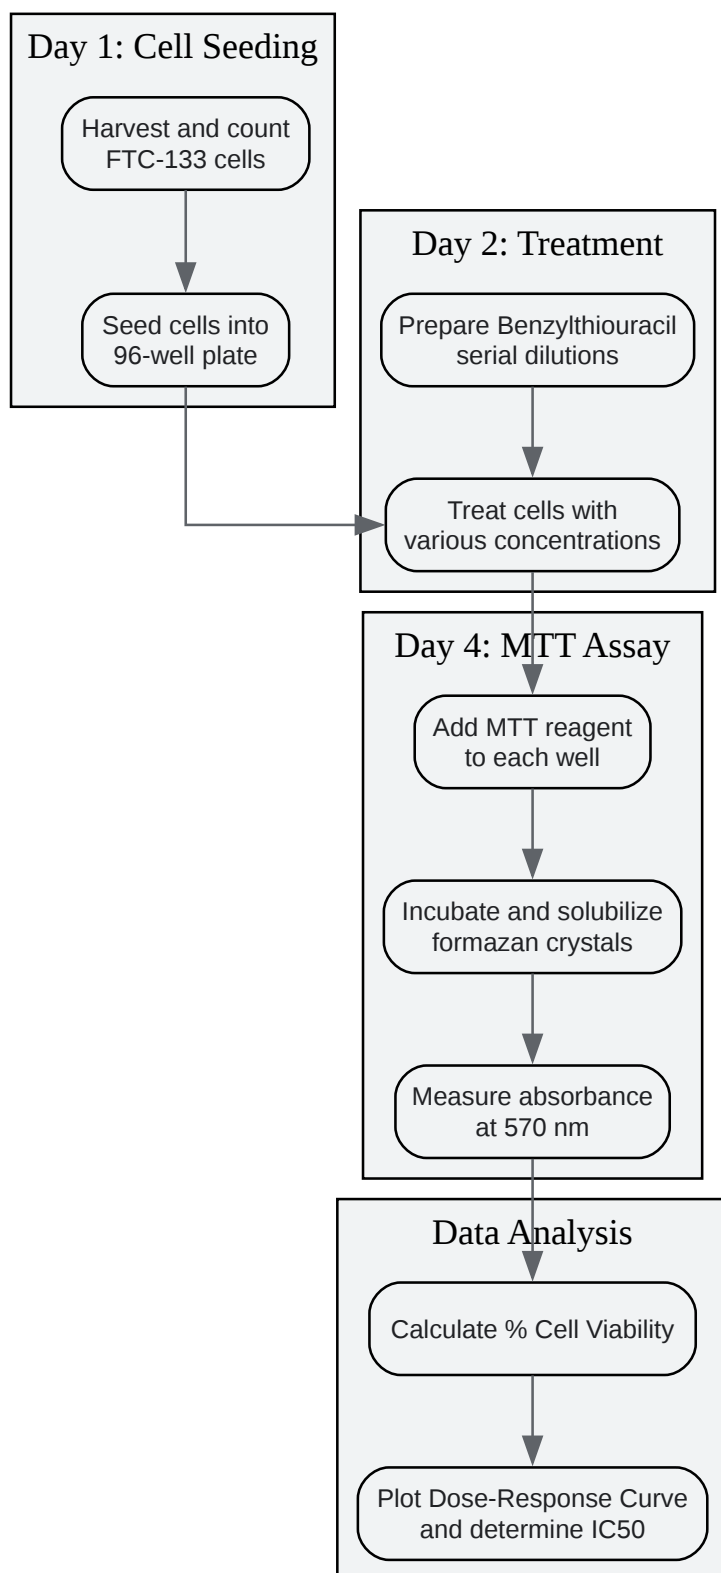 Day 1: Cell Seeding
Harvest and count
FTC-133 cells
Seed cells into
96-well plate
Day 2: Treatment
Prepare Benzylthiouracil
serial dilutions
Treat cells with
various concentrations
Day 4: MTT Assay
Add MTT reagent
to each well
Incubate and solubilize
formazan crystals
Measure absorbance
at 570 nm
Data Analysis
Calculate % Cell Viability
Plot Dose-Response Curve
and determine IC50